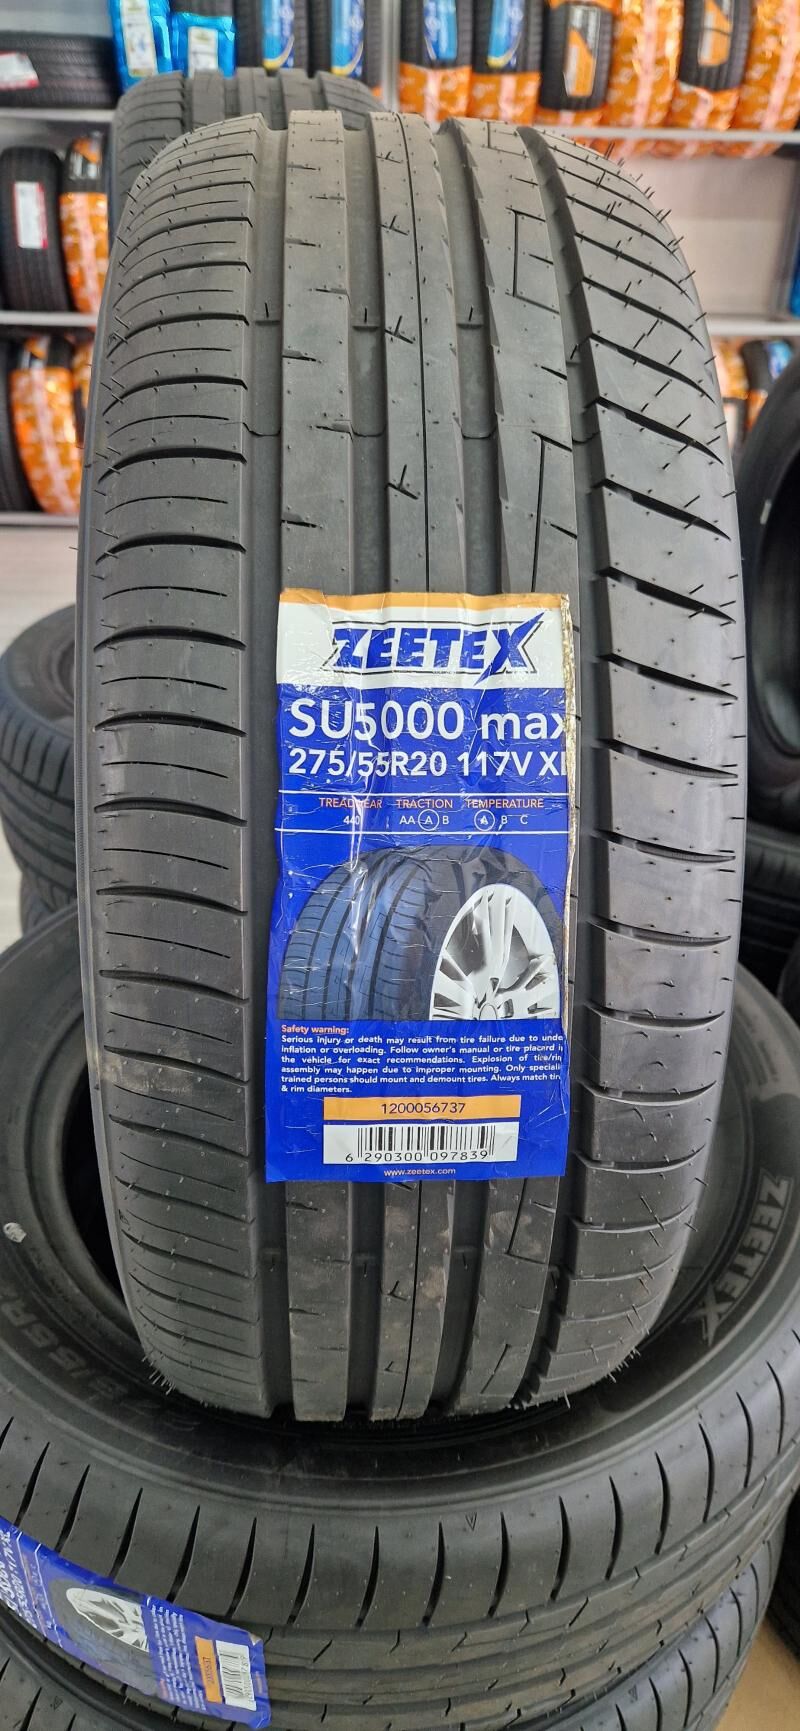 ZEETEX
SU5000 max
275/55R20 117V XL
TREADWEAR TRACTION TEMPERATURE
440 AA A B A B C
Safety warning:
Serious injury or death may result from tire failure due to under
inflation or overloading. Follow owner's manual or tire placard in
the vehicle for exact recommendations. Explosion of tire/rim
assembly may happen due to improper mounting. Only specially
trained persons should mount and demount tires. Always match tire
& rim diameters.
1200056737
6 290300 097839
www.zeetex.com
ZEETEX